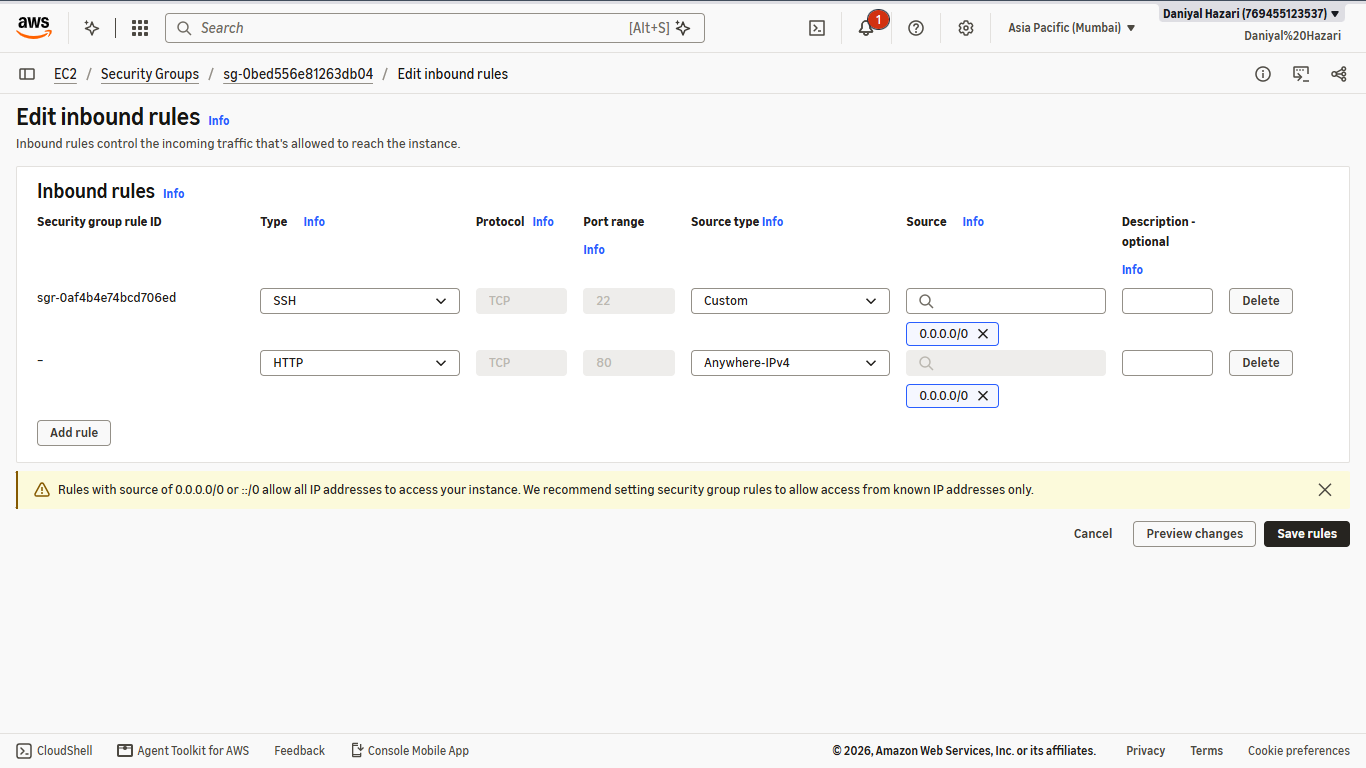 aws
Search [Alt+S]
1
Asia Pacific (Mumbai)
Daniyal Hazari (769455123537)
Daniyal%20Hazari
EC2 / Security Groups / sg-0bed556e81263db04 / Edit inbound rules
Edit inbound rules Info
Inbound rules control the incoming traffic that's allowed to reach the instance.
Inbound rules Info
Security group rule ID Type Info Protocol Info Port range Info Source type Info Source Info Description - optional Info
sgr-0af4b4e74bcd706ed SSH TCP 22 Custom Delete
0.0.0.0/0
– HTTP TCP 80 Anywhere-IPv4 Delete
0.0.0.0/0
Add rule
Rules with source of 0.0.0.0/0 or ::/0 allow all IP addresses to access your instance. We recommend setting security group rules to allow access from known IP addresses only.
Cancel Preview changes Save rules
CloudShell Agent Toolkit for AWS Feedback Console Mobile App © 2026, Amazon Web Services, Inc. or its affiliates. Privacy Terms Cookie preferences